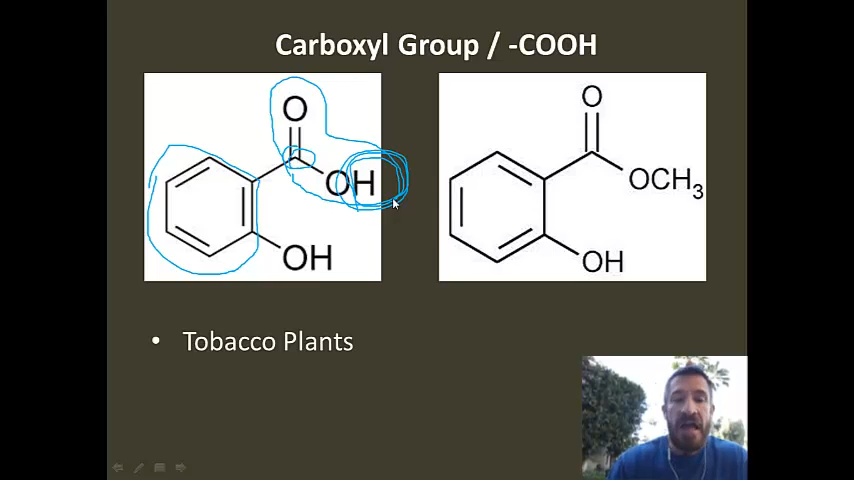 Carboxyl Group / -COOH
O
OH
OH
O
OCH3
OH
• Tobacco Plants